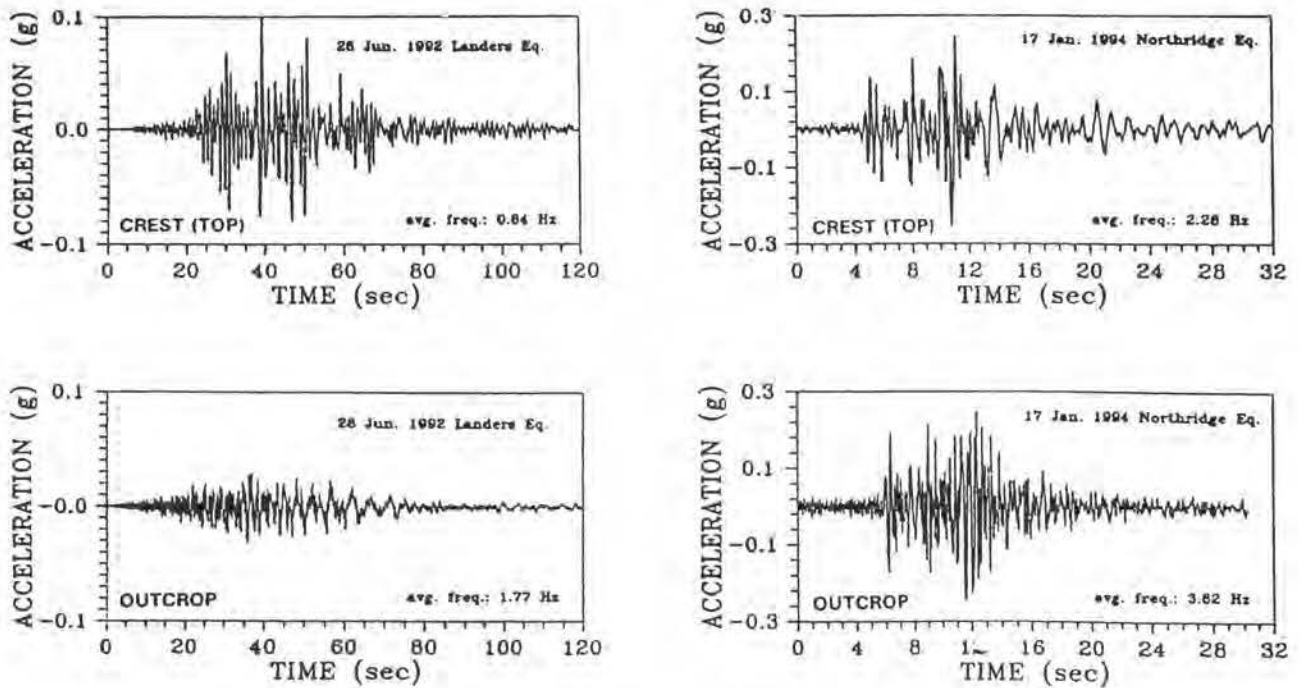 ACCELERATION (g)
0.1
0.0
-0.1
26 Jun. 1992 Landers Eq.
CREST (TOP)
avg. freq.: 0.84 Hz
0 20 40 60 80 100 120
TIME (sec)
ACCELERATION (g)
0.3
0.1
-0.1
-0.3
17 Jan. 1994 Northridge Eq.
CREST (TOP)
avg. freq.: 2.26 Hz
0 4 8 12 16 20 24 28 32
TIME (sec)
ACCELERATION (g)
0.1
-0.0
-0.1
28 Jun. 1992 Landers Eq.
OUTCROP
avg. freq.: 1.77 Hz
0 20 40 60 80 100 120
TIME (sec)
ACCELERATION (g)
0.3
0.1
-0.1
-0.3
17 Jan. 1994 Northridge Eq.
OUTCROP
avg. freq.: 3.62 Hz
0 4 8 12 16 20 24 28 32
TIME (sec)